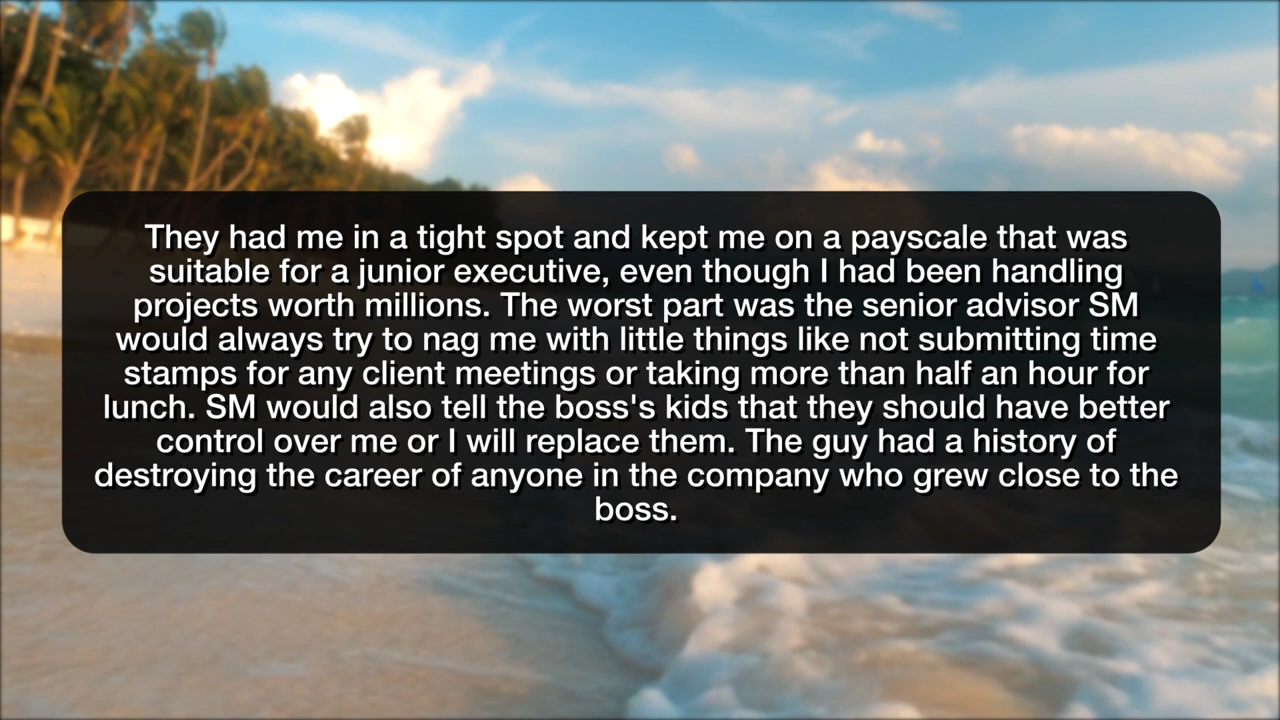 They had me in a tight spot and kept me on a payscale that was
suitable for a junior executive, even though I had been handling
projects worth millions. The worst part was the senior advisor SM
would always try to nag me with little things like not submitting time
stamps for any client meetings or taking more than half an hour for
lunch. SM would also tell the boss's kids that they should have better
control over me or I will replace them. The guy had a history of
destroying the career of anyone in the company who grew close to the
boss.